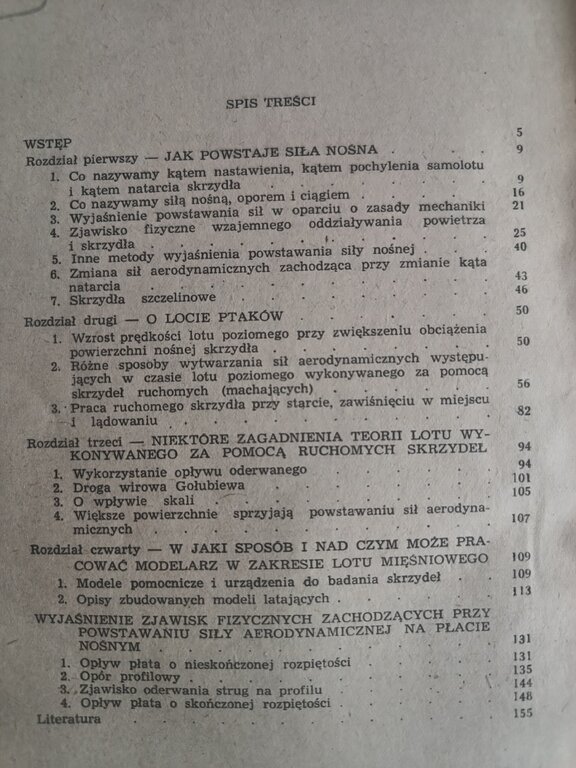 SPIS TREŚCI
WSTĘP 5
Rozdział pierwszy — JAK POWSTAJE SIŁA NOŚNA . . . 9
1. Co nazywamy kątem nastawienia, kątem pochylenia samolotu
i kątem natarcia skrzydła . . . . . . . 9
2. Co nazywamy siłą nośną, oporem i ciągiem . . . . 16
3. Wyjaśnienie powstawania sił w oparciu o zasady mechaniki 21
4. Zjawisko fizyczne wzajemnego oddziaływania powietrza
i skrzydła . . . . . . . . . . 25
5. Inne metody wyjaśnienia powstawania siły nośnej . . . 40
6. Zmiana sił aerodynamicznych zachodząca przy zmianie kąta
natarcia . . . . . . . . . . 43
7. Skrzydła szczelinowe . . . . . . . . 46
Rozdział drugi — O LOCIE PTAKÓW . . . . . . 50
1. Wzrost prędkości lotu poziomego przy zwiększeniu obciążenia
powierzchni nośnej skrzydła . . . . . . . 50
2. Różne sposoby wytwarzania sił aerodynamicznych występu-
jących w czasie lotu poziomego wykonywanego za pomocą
skrzydeł ruchomych (machających) . . . . . 56
3. Praca ruchomego skrzydła przy starcie, zawiśnięciu w miejscu
i lądowaniu . . . . . . . . . . 82
Rozdział trzeci — NIEKTÓRE ZAGADNIENIA TEORII LOTU WY-
KONYWANEGO ZA POMOCĄ RUCHOMYCH SKRZYDEŁ 94
1. Wykorzystanie opływu oderwanego . . . . . 94
2. Droga wirowa Gołubiewa . . . . . . . 101
3. O wpływie skali . . . . . . . . . 105
4. Większe powierzchnie sprzyjają powstawaniu sił aerodyna-
micznych . . . . . . . . . . 107
Rozdział czwarty — W JAKI SPOSÓB I NAD CZYM MOŻE PRA-
COWAĆ MODELARZ W ZAKRESIE LOTU MIĘŚNIOWEGO 109
1. Modele pomocnicze i urządzenia do badania skrzydeł . . 109
2. Opisy zbudowanych modeli latających . . . . . 113
WYJAŚNIENIE ZJAWISK FIZYCZNYCH ZACHODZĄCYCH PRZY
POWSTAWANIU SIŁY AERODYNAMICZNEJ NA PŁACIE
NOŚNYM . . . . . . . . . . . 131
1. Opływ płata o nieskończonej rozpiętości . . . . 131
2. Opór profilowy . . . . . . . . . 135
3. Zjawisko oderwania strug na profilu . . . . . 144
4. Opływ płata o skończonej rozpiętości . . . . . 148
Literatura . . . . . . . . . . . 155